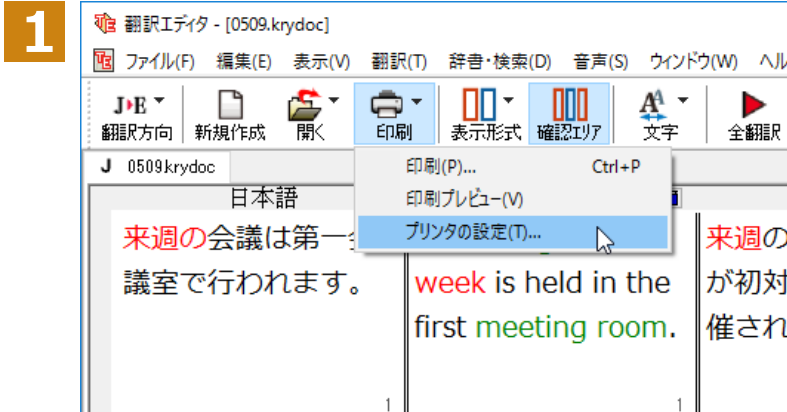 1
翻訳エディタ - [0509.krydoc]
ファイル(F) 編集(E) 表示(V) 翻訳(T) 辞書・検索(D) 音声(S) ウィンドウ(W) ヘル
J▸E
翻訳方向 新規作成 開く 印刷 表示形式 確認エリア 文字 全翻訳
J 0509.krydoc
印刷(P)... Ctrl+P
印刷プレビュー(V)
プリンタの設定(T)...
日本語
来週の会議は第一
議室で行われます。
1
week is held in the
first meeting room.
1
来週の
が初対
催され